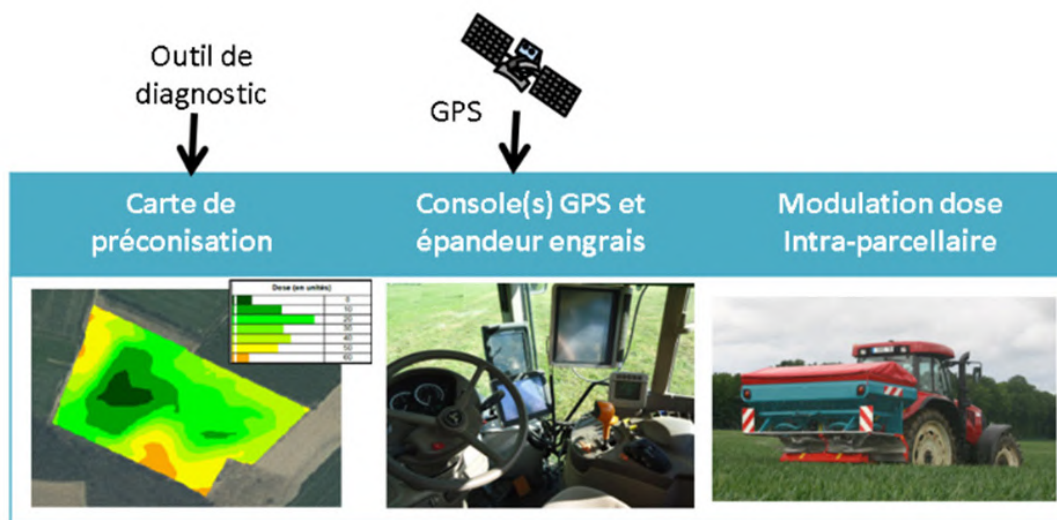 Outil de
diagnostic
GPS
Carte de
préconisation
Console(s) GPS et
épandeur engrais
Modulation dose
Intra-parcellaire
Dose (en unités)
0
10
20
30
40
50
60